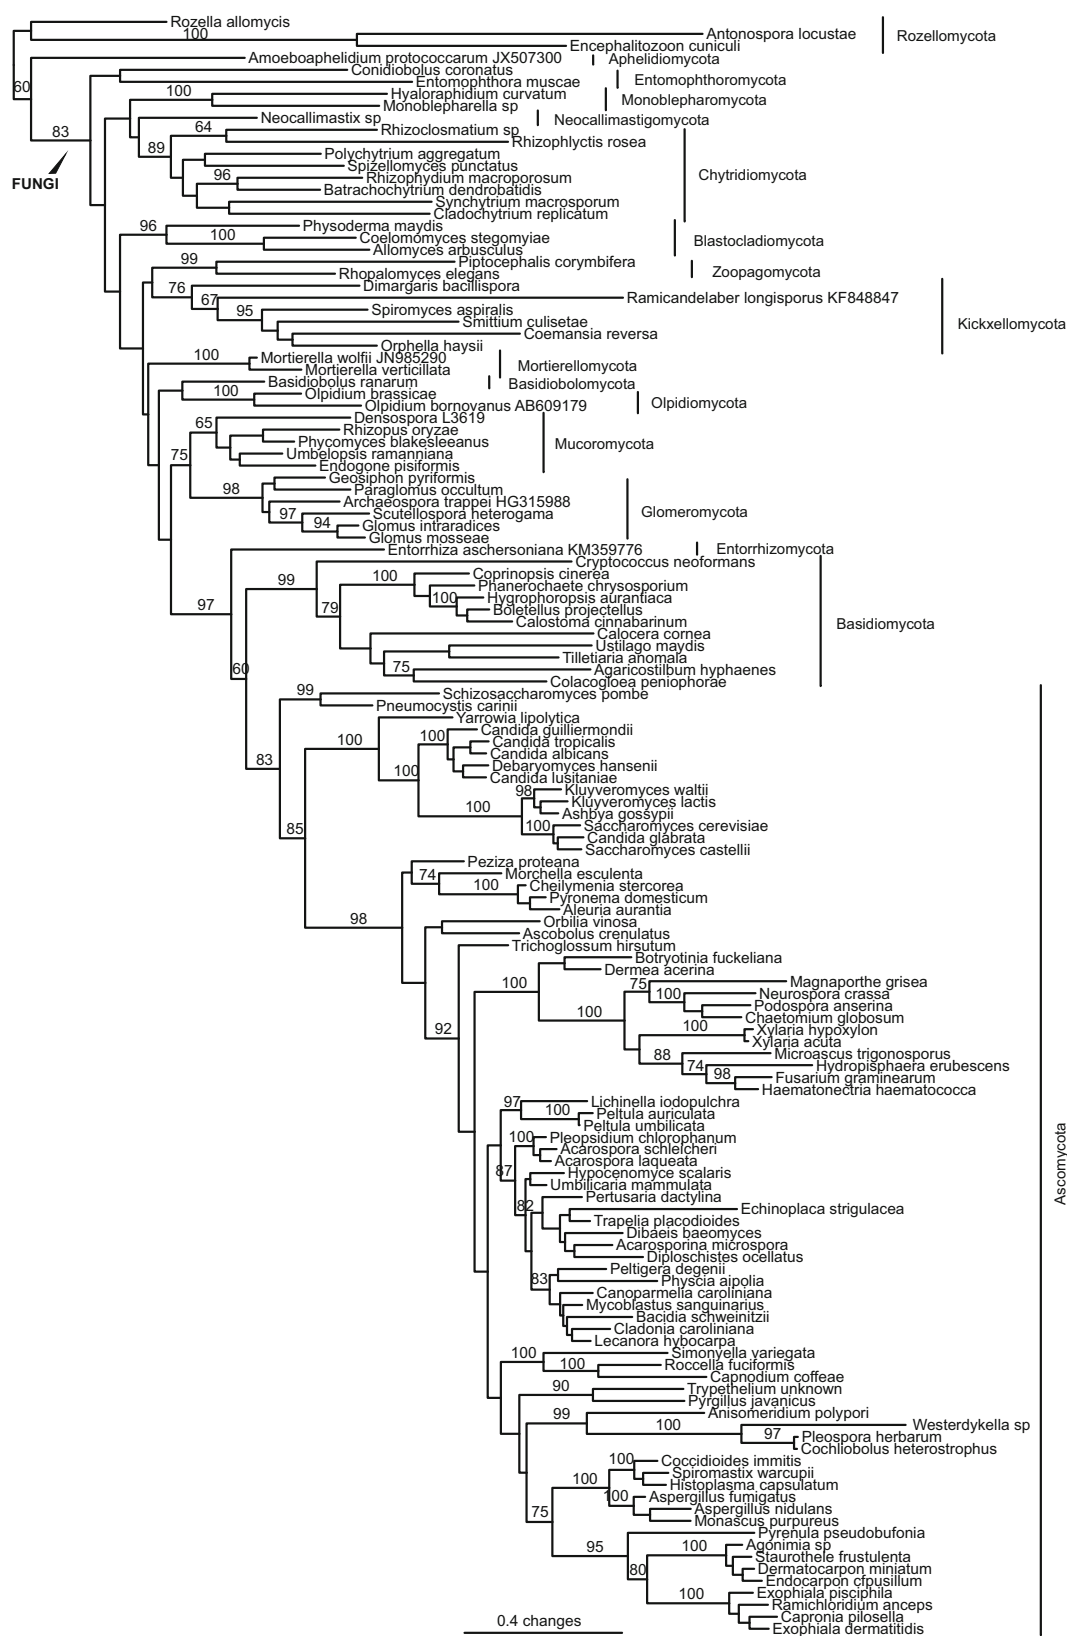 Rozella allomycis
100
Antonospora locustae
Rozellomycota
Encephalitozoon cuniculi
Amoeboaphelidium protococcarum JX507300
Aphelidiomycota
Conidiobolus coronatus
60
Entomophthora muscae
Entomophthoromycota
100
Hyaloraphidium curvatum
Monoblepharella sp
Monoblepharomycota
Neocallimastix sp
Neocallimastigomycota
83
64
Rhizoclosmatium sp
89
Rhizophlyctis rosea
Polychytrium aggregatum
Spizellomyces punctatus
FUNGI
96
Rhizophydium macroporosum
Chytridiomycota
Batrachochytrium dendrobatidis
Synchytrium macrosporum
Cladochytrium replicatum
96
Physoderma maydis
100
Coelomomyces stegomyiae
Blastocladiomycota
Allomyces arbusculus
99
Piptocephalis corymbifera
Rhopalomyces elegans
Zoopagomycota
76
Dimargaris bacillispora
67
Ramicandelaber longisporus KF848847
95
Spiromyces aspiralis
Smittium culisetae
Kickxellomycota
Coemansia reversa
Orphella haysii
100
Mortierella wolfii JN985290
Mortierella verticillata
Mortierellomycota
Basidiobolus ranarum
Basidiobolomycota
100
Olpidium brassicae
Olpidium bornovanus AB609179
Olpidiomycota
65
Densospora L3619
Rhizopus oryzae
Phycomyces blakesleeanus
Mucoromycota
75
Umbelopsis ramanniana
Endogone pisiformis
Geosiphon pyriformis
98
Paraglomus occultum
Archaeospora trappei HG315988
97
Scutellospora heterogama
Glomeromycota
94
Glomus intraradices
Glomus mosseae
Entorrhiza aschersoniana KM359776
Entorrhizomycota
Cryptococcus neoformans
99
100
Coprinopsis cinerea
Phanerochaete chrysosporium
100
Hygrophoropsis aurantiaca
97
79
Boletellus projectellus
Calostoma cinnabarinum
Basidiomycota
Calocera cornea
Ustilago maydis
Tilletiaria anomala
60
75
Agaricostilbum hyphaenes
Colacogloea peniophorae
99
Schizosaccharomyces pombe
Pneumocystis carinii
Yarrowia lipolytica
100
100
Candida guilliermondii
Candida tropicalis
Candida albicans
83
100
Debaryomyces hansenii
Candida lusitaniae
98
Kluyveromyces waltii
100
Kluyveromyces lactis
Ashbya gossypii
85
100
Saccharomyces cerevisiae
Candida glabrata
Saccharomyces castellii
Peziza proteana
74
Morchella esculenta
100
Cheilymenia stercorea
Pyronema domesticum
Aleuria aurantia
98
Orbilia vinosa
Ascobolus crenulatus
Trichoglossum hirsutum
Botryotinia fuckeliana
Dermea acerina
100
75
Magnaporthe grisea
100
Neurospora crassa
Podospora anserina
100
Chaetomium globosum
92
100
Xylaria hypoxylon
Xylaria acuta
88
Microascus trigonosporus
74
Hydropisphaera erubescens
98
Fusarium graminearum
Haematonectria haematococca
97
Lichinella iodopulchra
100
Peltula auriculata
Peltula umbilicata
100
Pleopsidium chlorophanum
Acarospora schleicheri
Acarospora laqueata
87
Hypocenomyce scalaris
Umbilicaria mammulata
Pertusaria dactylina
82
Echinoplaca strigulacea
Trapelia placodioides
Dibaeis baeomyces
Acarosporina microspora
Diploschistes ocellatus
Peltigera degenii
83
Physcia aipolia
Canoparmelia caroliniana
Mycoblastus sanguinarius
Bacidia schweinitzii
Cladonia caroliniana
Lecanora hybocarpa
100
Simonyella variegata
100
Roccella fuciformis
Capnodium coffeae
90
Trypethelium unknown
Pyrgillus javanicus
99
Anisomeridium polypori
100
Westerdykella sp
97
Pleospora herbarum
Cochliobolus heterostrophus
100
Coccidioides immitis
100
Spiromastix warcupii
Histoplasma capsulatum
100
Aspergillus fumigatus
75
Aspergillus nidulans
Monascus purpureus
Pyrenula pseudobufonia
95
100
Agonimia sp
Staurothele frustulenta
80
Dermatocarpon miniatum
Endocarpon cfpusillum
100
Exophiala pisciphila
Ramichloridium anceps
Capronia pilosella
Exophiala dermatitidis
Ascomycota
0.4 changes